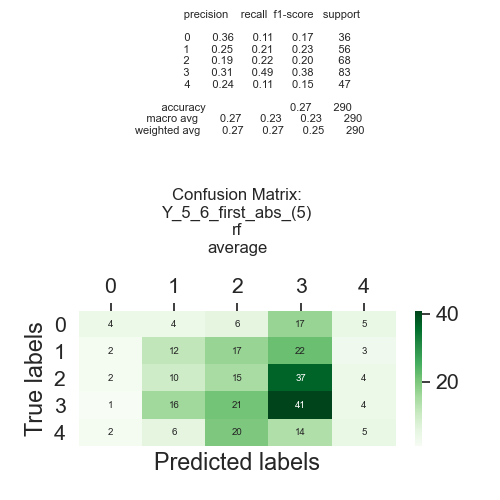 precision recall f1-score support
0 0.36 0.11 0.17 36
1 0.25 0.21 0.23 56
2 0.19 0.22 0.20 68
3 0.31 0.49 0.38 83
4 0.24 0.11 0.15 47
accuracy 0.27 290
macro avg 0.27 0.23 0.23 290
weighted avg 0.27 0.27 0.25 290
Confusion Matrix:
Y_5_6_first_abs_(5)
rf
average
0 1 2 3 4
0 4 4 6 17 5
1 2 12 17 22 3
2 2 10 15 37 4
3 1 16 21 41 4
4 2 6 20 14 5
True labels
Predicted labels
40
20